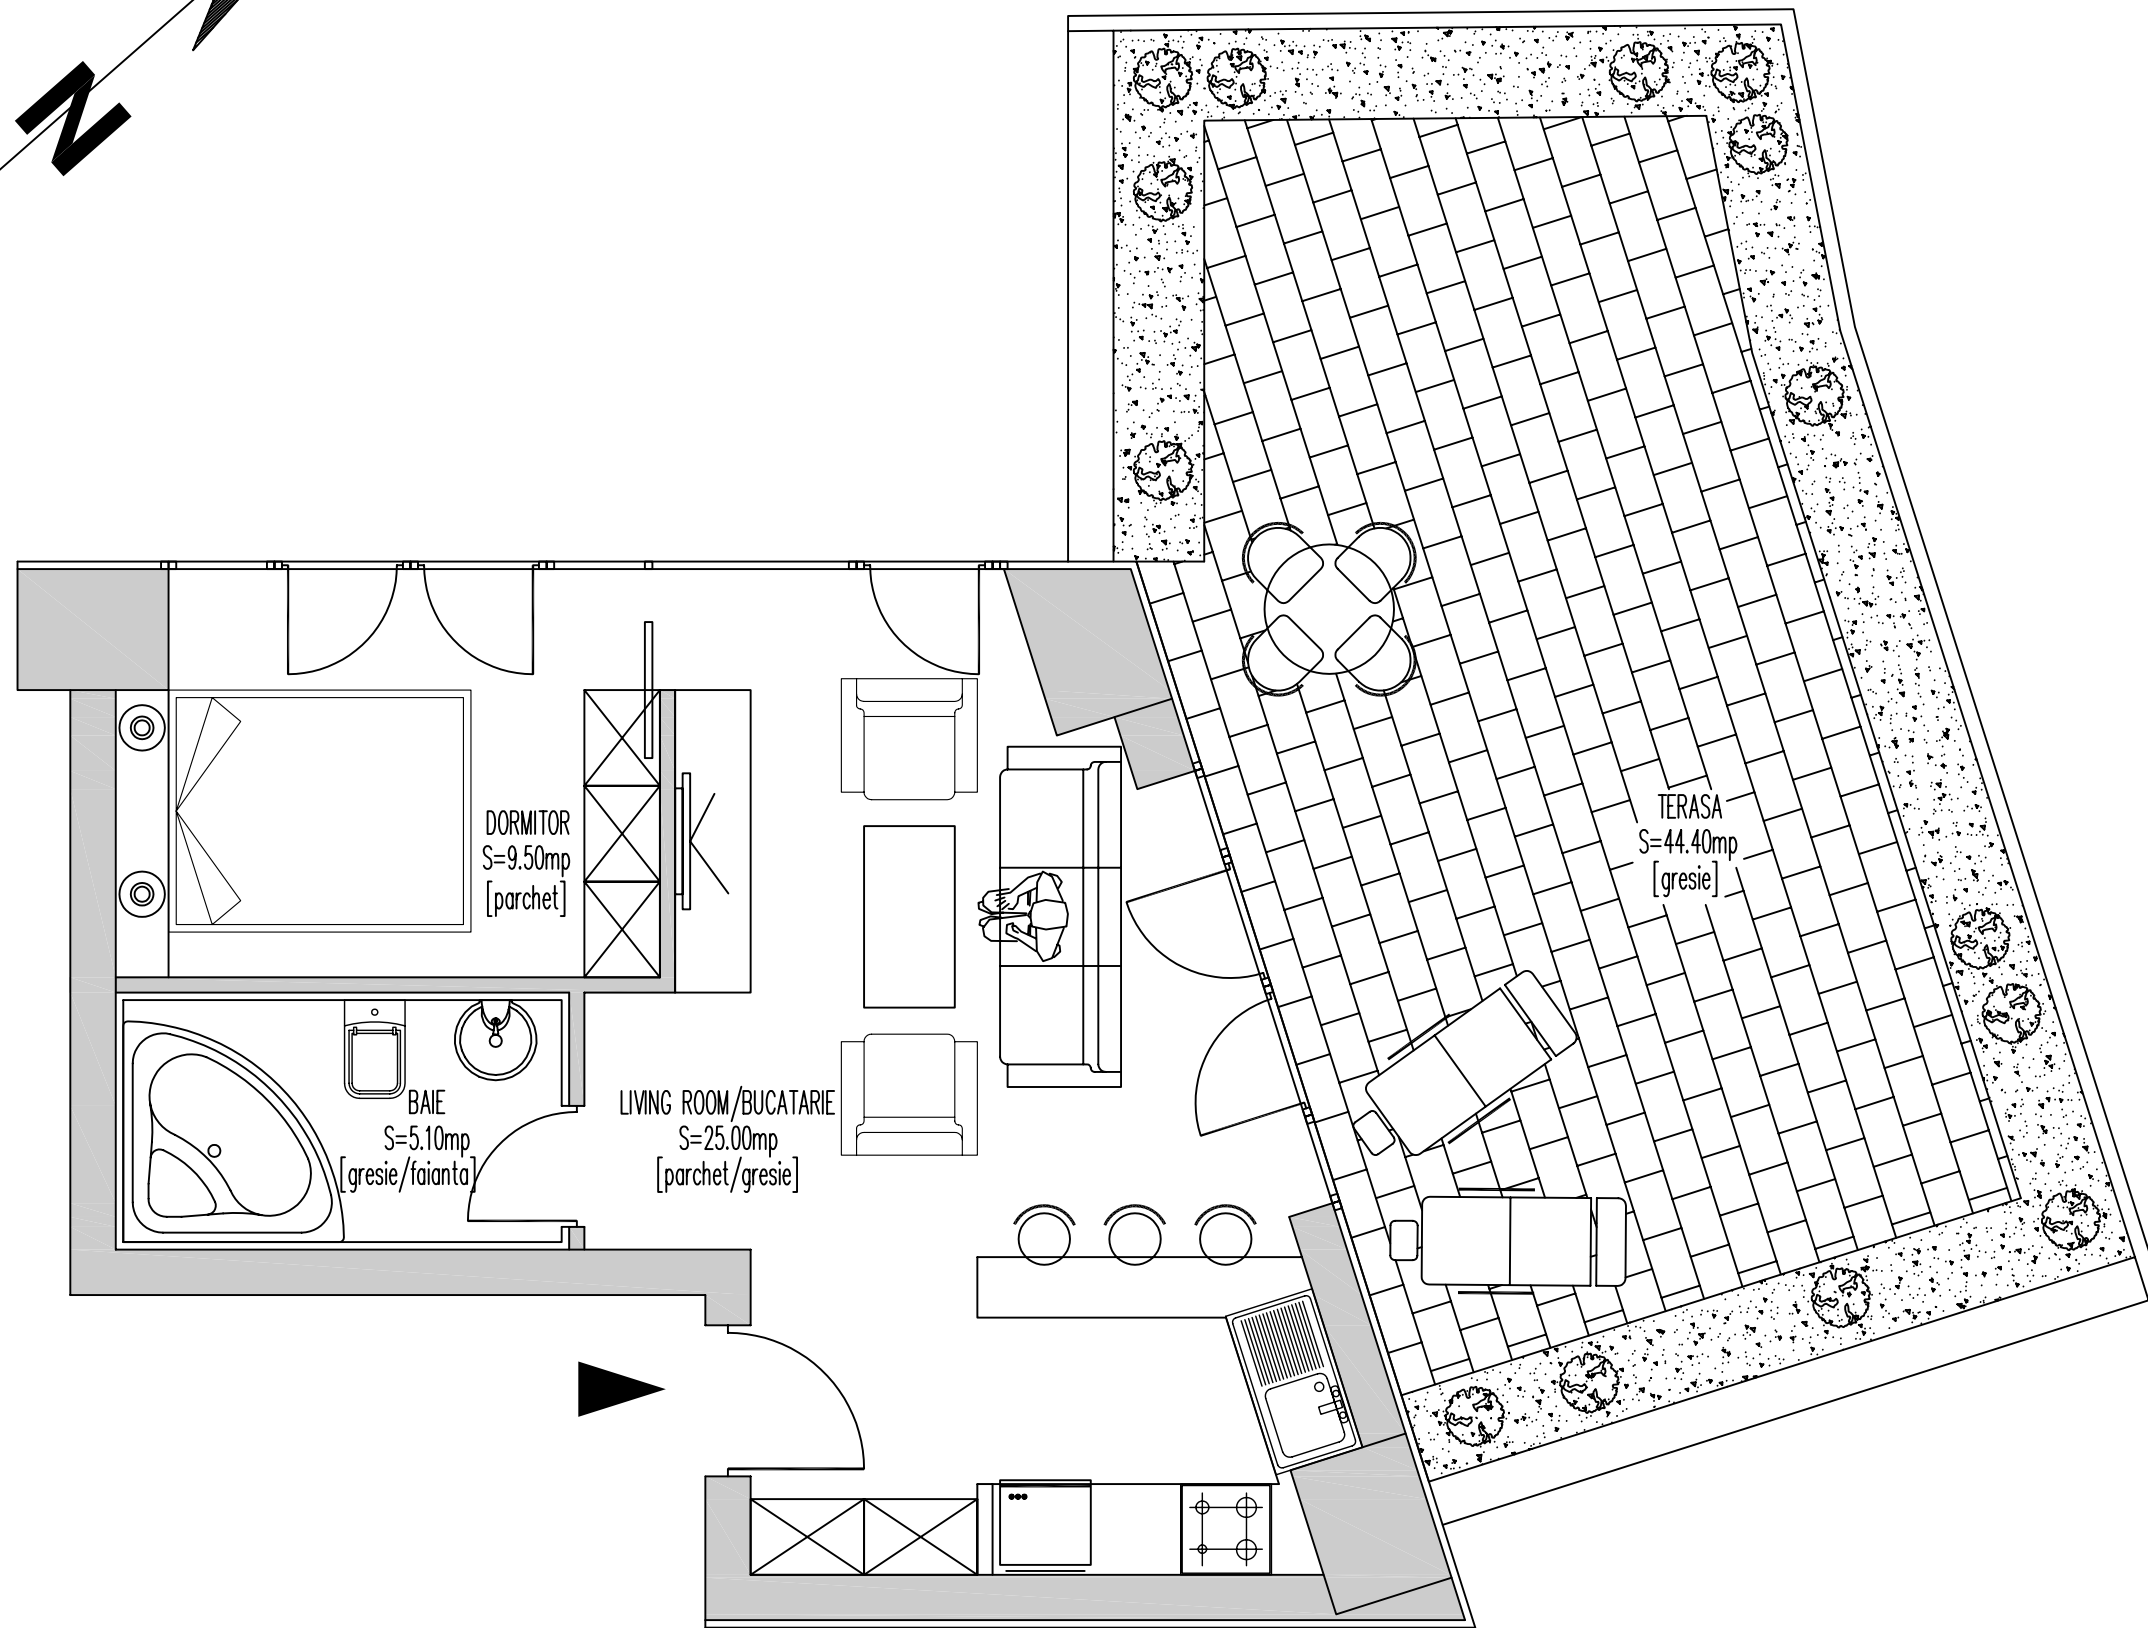 N
TERASA
S=44.40mp
[gresie]
DORMITOR
S=9.50mp
[parchet]
BAIE
S=5.10mp
[gresie/faianta]
LIVING ROOM/BUCATARIE
S=25.00mp
[parchet/gresie]